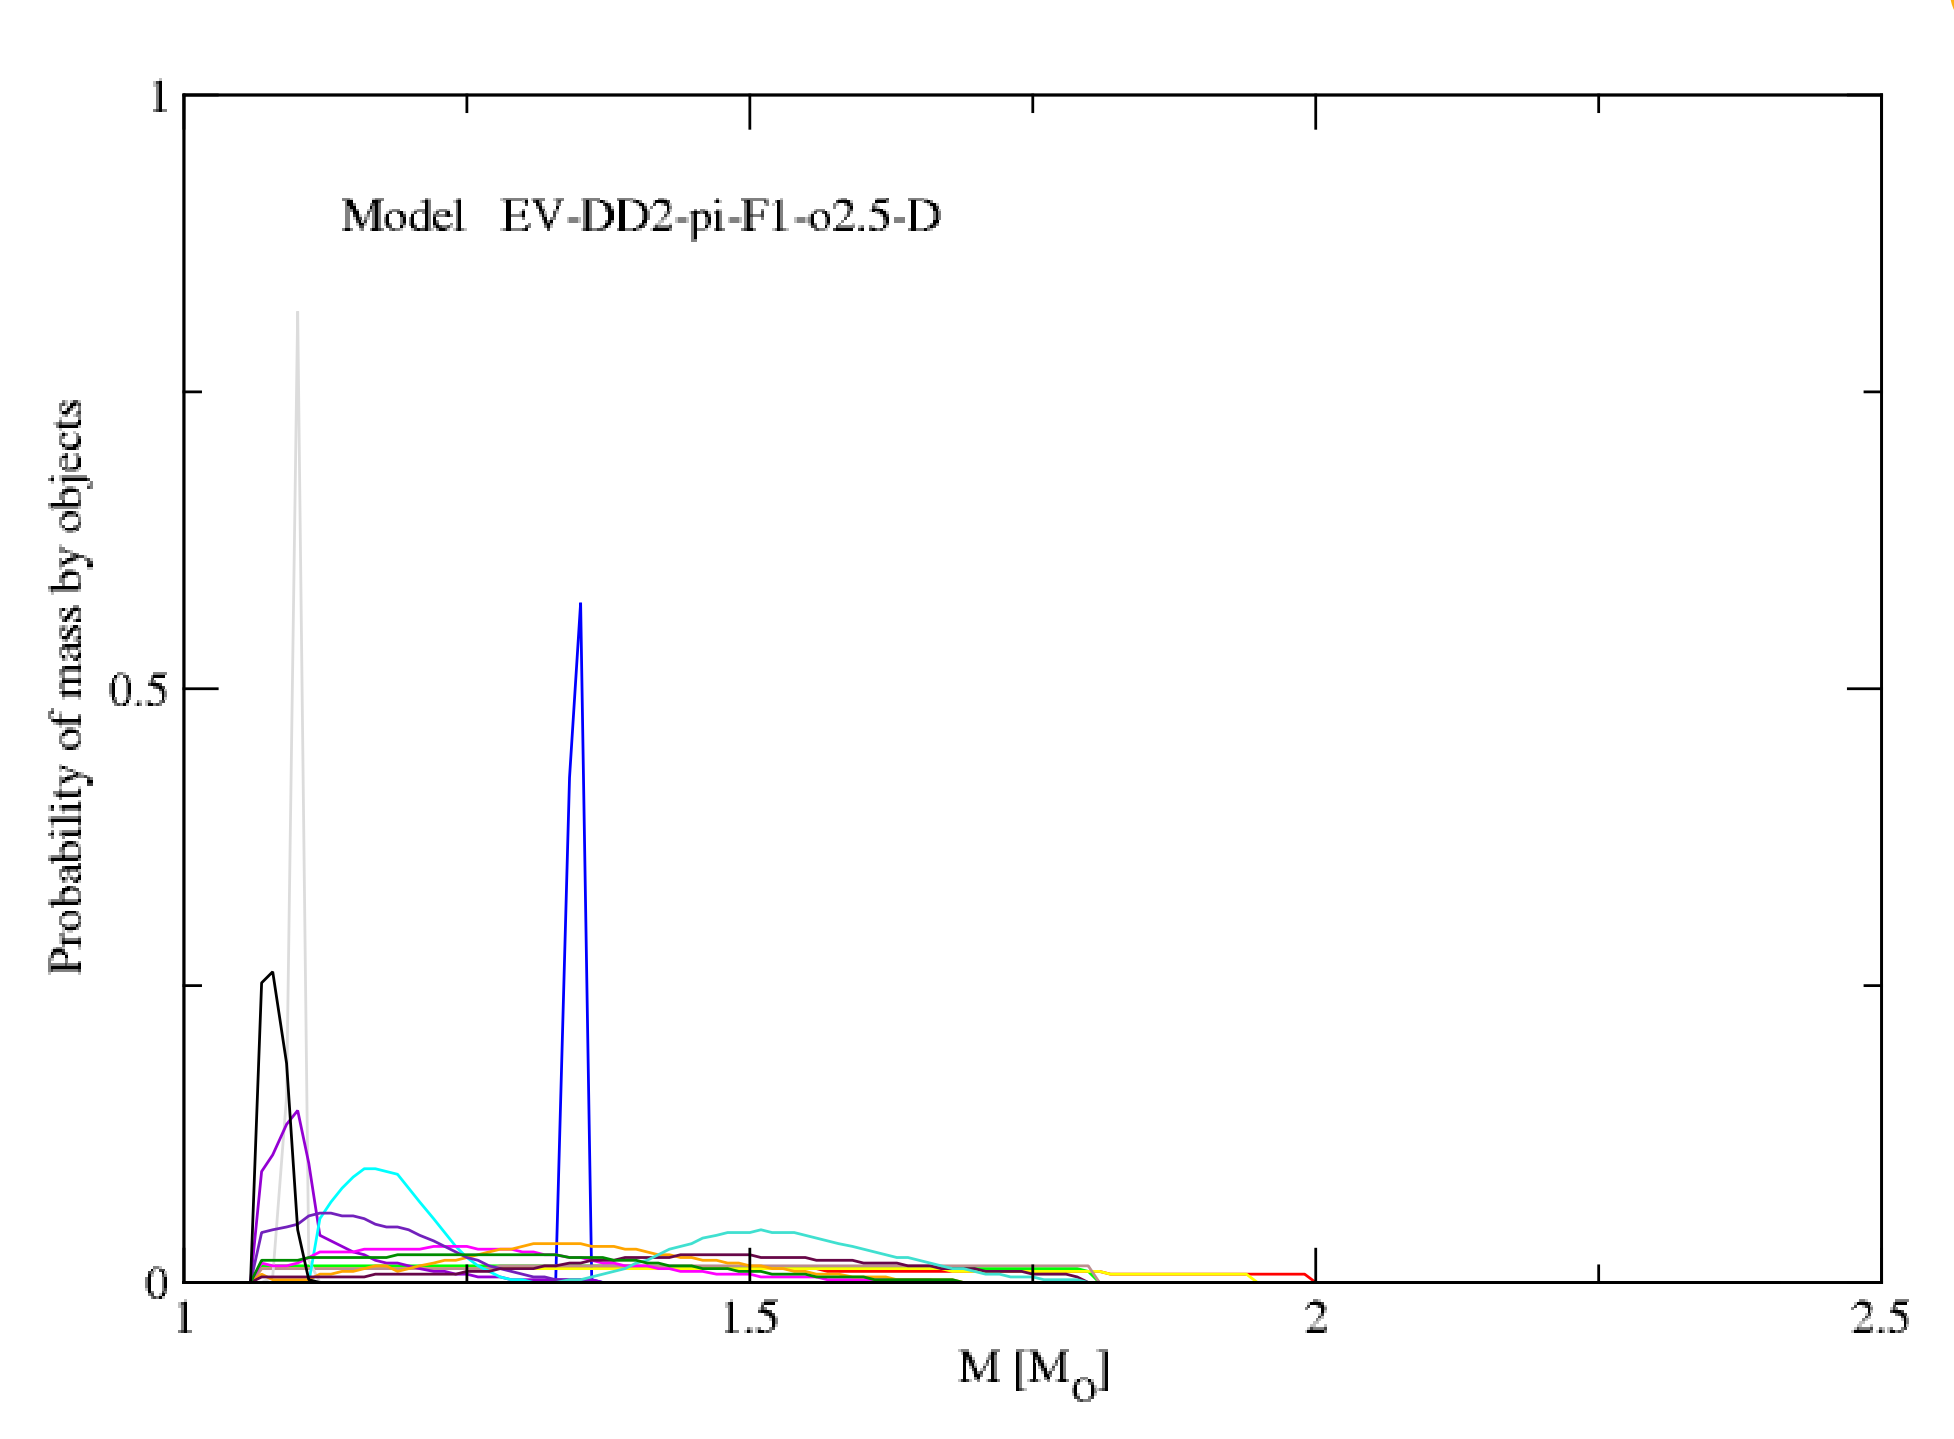 1
Model EV-DD2-pi-F1-o2.5-D
Probability of mass by objects
0.5
0
1 1.5 2 2.5
M [M_O]